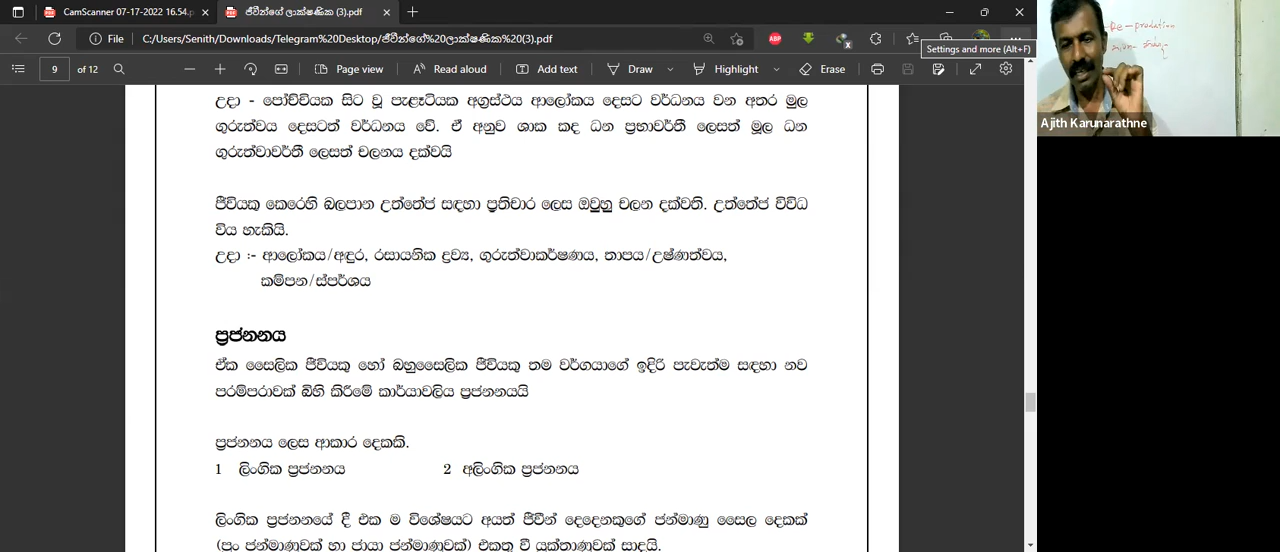 CamScanner 07-17-2022 16.54.p
ජීවීන්ගේ ලාක්ෂණික (3).pdf
File
C:/Users/Senith/Downloads/Telegram%20Desktop/ජීවීන්ගේ%20ලාක්ෂණික%20(3).pdf
ABP
Settings and more (Alt+F)
9 of 12
Page view
Read aloud
Add text
Draw
Highlight
Erase
උදා - පෝච්චියක සිට වූ පැළෑටියක අග්‍රස්ථය ආලෝකය දෙසට වර්ධනය වන අතර මුල
ගුරුත්වය දෙසටත් වර්ධනය වේ. ඒ අනුව ශාක කද ධන ප්‍රභාවර්තී ලෙසත් මූල ධන
ගුරුත්වාවර්තී ලෙසත් චලනය දක්වයි
ජීවියකු කෙරෙහි බලපාන උත්තේජ සඳහා ප්‍රතිචාර ලෙස ඔවුහු චලන දක්වති. උත්තේජ විවිධ
විය හැකියි.
උදා :- ආලෝකය/අඳුර, රසායනික ද්‍රව්‍ය, ගුරුත්වාකර්ෂණය, තාපය/උෂ්ණත්වය,
කම්පන/ස්පර්ශය
ප්‍රජනනය
ඒක සෛලික ජීවියකු හෝ බහුසෛලික ජීවියකු තම වර්ගයාගේ ඉදිරි පැවැත්ම සඳහා නව
පරම්පරාවක් බිහි කිරීමේ කාර්යාවලිය ප්‍රජනනයයි
ප්‍රජනනය ලෙස ආකාර දෙකකි.
1 ලිංගික ප්‍රජනනය 2 අලිංගික ප්‍රජනනය
ලිංගික ප්‍රජනනයේ දී එක ම විශේෂයට අයත් ජීවීන් දෙදෙනකුගේ ජන්මාණු සෛල දෙකක්
(පුං ජන්මාණුවක් හා ජායා ජන්මාණුවක්) එකතු වී යුක්තාණුවක් සාදයි.
Ajith Karunarathne